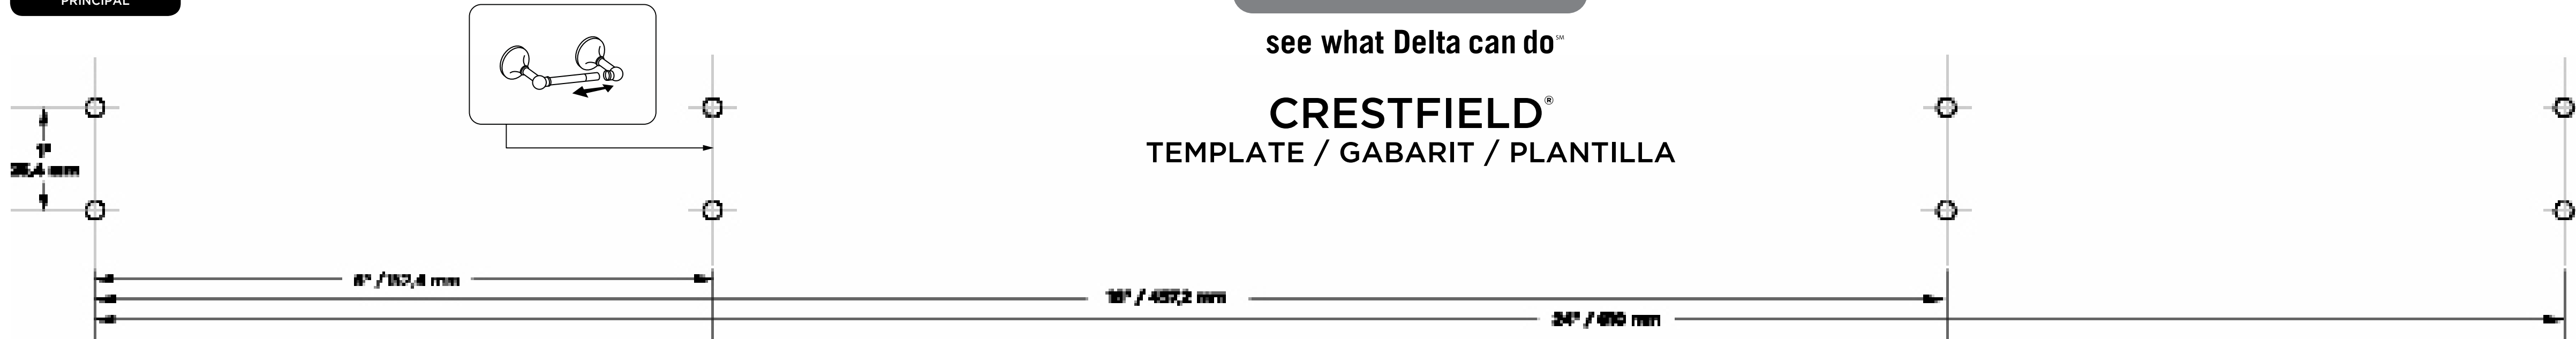 PRINCIPAL
see what Delta can do℠
CRESTFIELD®
TEMPLATE / GABARIT / PLANTILLA
1"
25,4 mm
6" / 152,4 mm
18" / 457,2 mm
24" / 610 mm